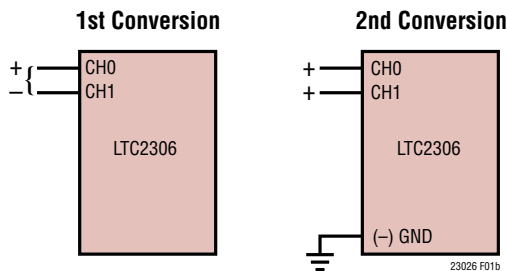 1st Conversion
+
–
{
CH0
CH1
LTC2306
2nd Conversion
+
+
CH0
CH1
LTC2306
(–) GND
23026 F01b